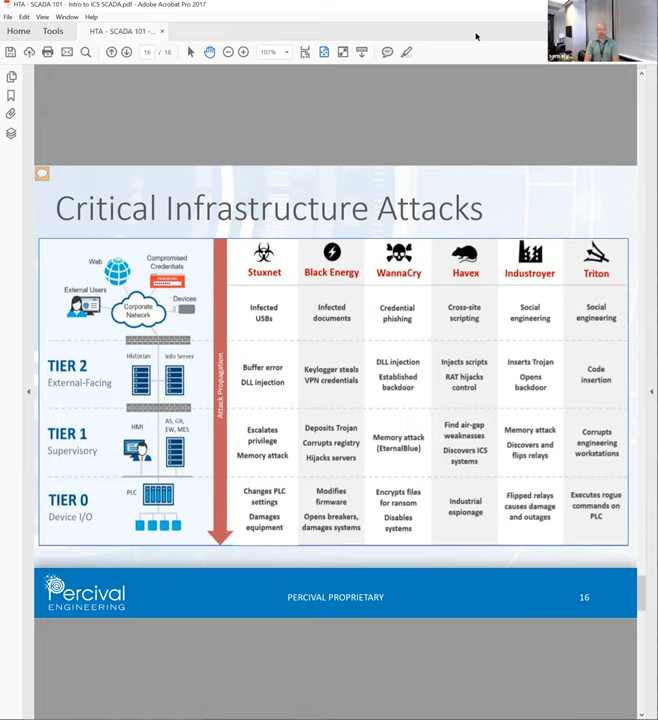 HTA - SCADA 101 - Intro to ICS SCADA.pdf - Adobe Acrobat Pro 2017
File Edit View Window Help
Home Tools HTA - SCADA 101 -... ×
16 / 18 107%
Critical Infrastructure Attacks
Web
Compromised
Credentials
External Users
Corporate
Network
Devices
Historian
Info Server
TIER 2
External-Facing
HMI
AS, GR,
EW, MES
TIER 1
Supervisory
PLC
TIER 0
Device I/O
Attack Propagation
Stuxnet Black Energy WannaCry Havex Industroyer Triton
Infected
USBs
Infected
documents
Credential
phishing
Cross-site
scripting
Social
engineering
Social
engineering
Buffer error
DLL injection
Keylogger steals
VPN credentials
DLL injection
Established
backdoor
Injects scripts
RAT hijacks
control
Inserts Trojan
Opens
backdoor
Code
insertion
Escalates
privilege
Memory attack
Deposits Trojan
Corrupts registry
Hijacks servers
Memory attack
(EternalBlue)
Find air-gap
weaknesses
Discovers ICS
systems
Memory attack
Discovers and
flips relays
Corrupts
engineering
workstations
Changes PLC
settings
Damages
equipment
Modifies
firmware
Opens breakers,
damages systems
Encrypts files
for ransom
Disables
systems
Industrial
espionage
Flipped relays
causes damage
and outages
Executes rogue
commands on
PLC
Percival
ENGINEERING
PERCIVAL PROPRIETARY
16